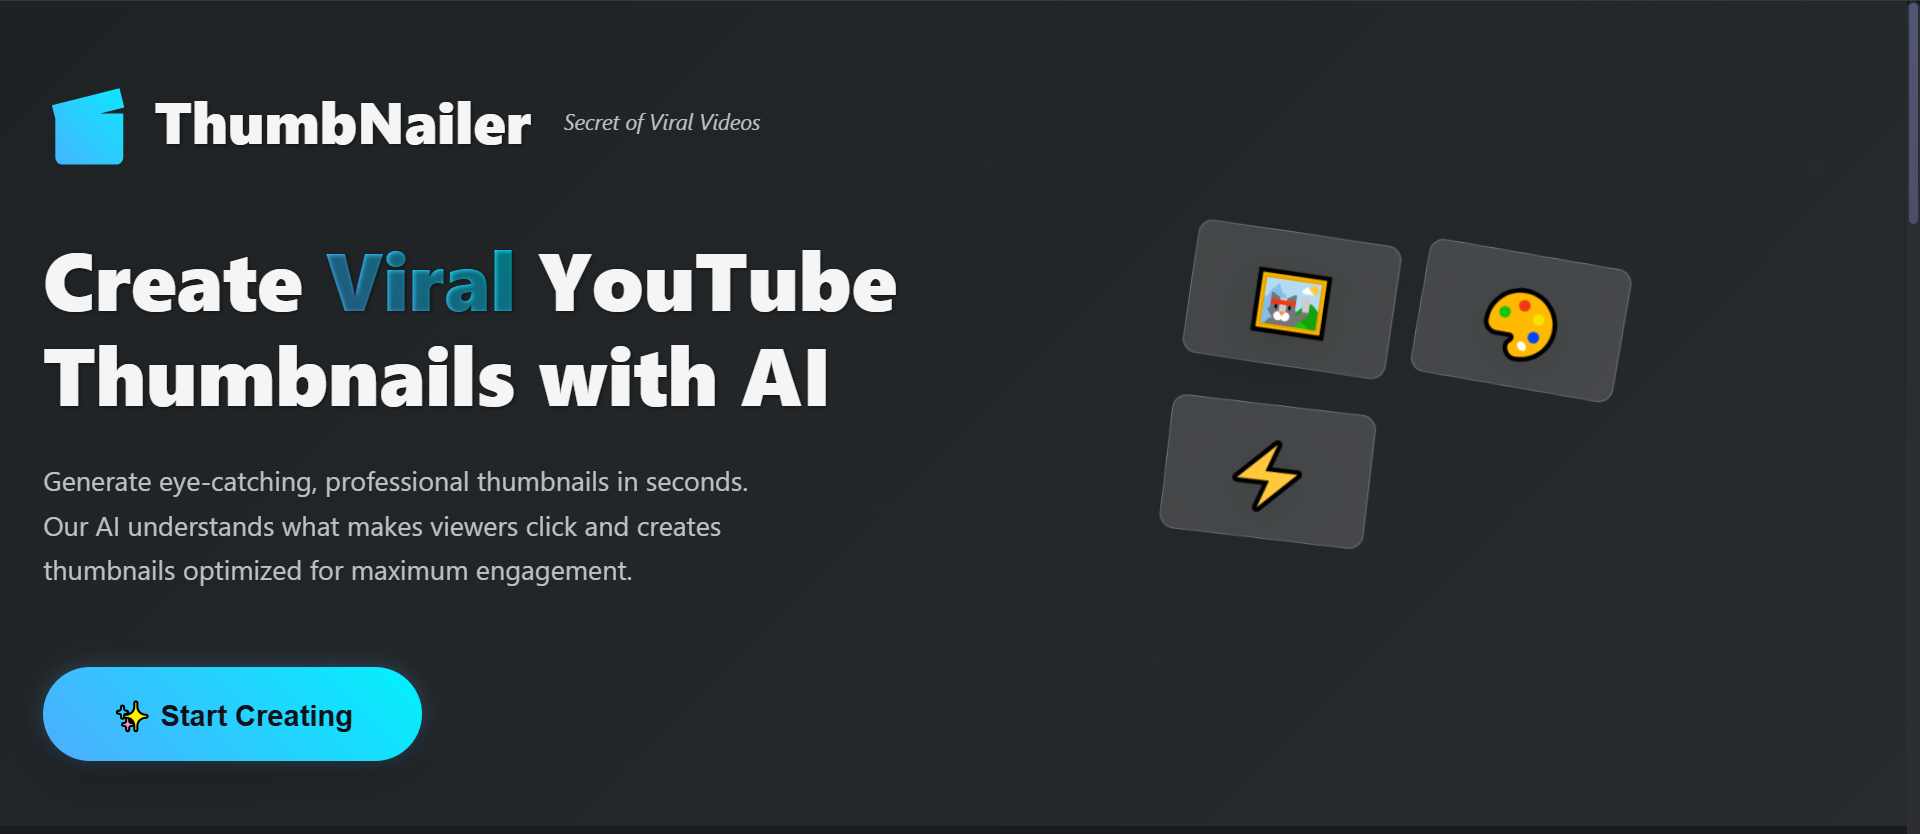 ThumbNailer Secret of Viral Videos
Create Viral YouTube
Thumbnails with AI
Generate eye-catching, professional thumbnails in seconds.
Our AI understands what makes viewers click and creates
thumbnails optimized for maximum engagement.
✨ Start Creating